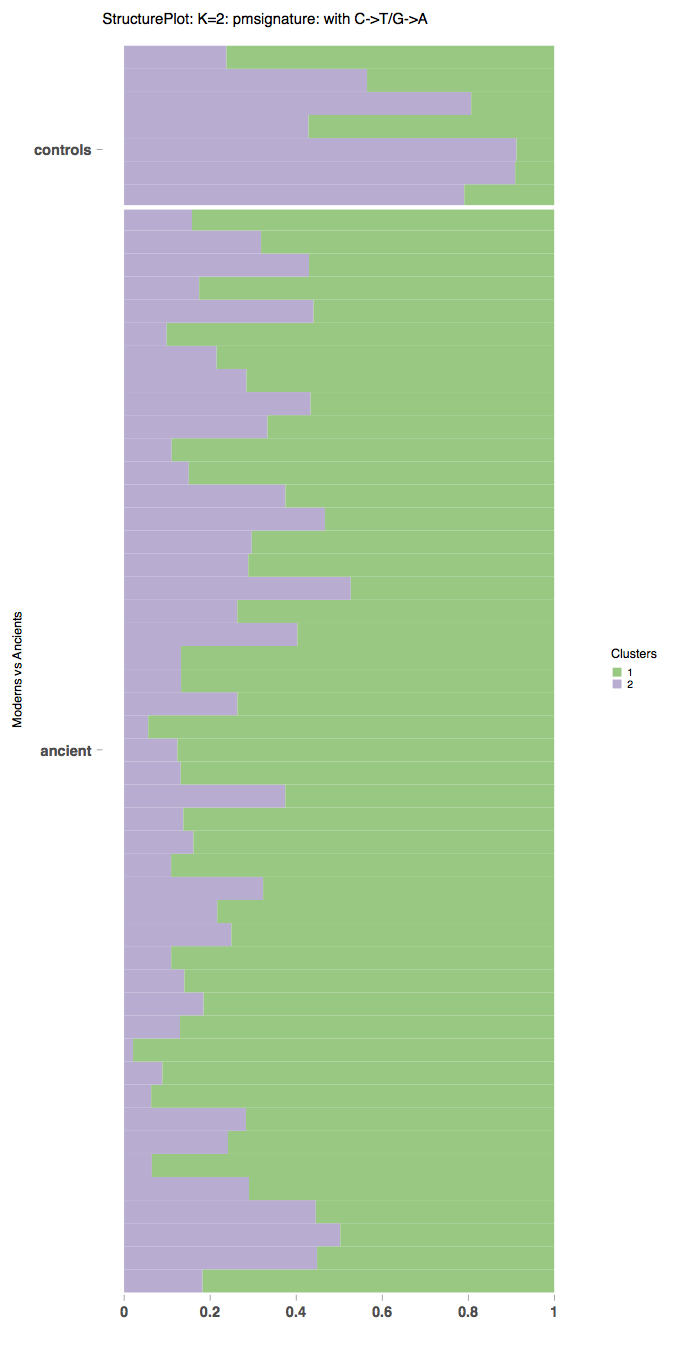 StructurePlot: K=2: pmsignature: with C->T/G->A
controls
Moderns vs Ancients
ancient
Clusters
1
2
0 0.2 0.4 0.6 0.8 1